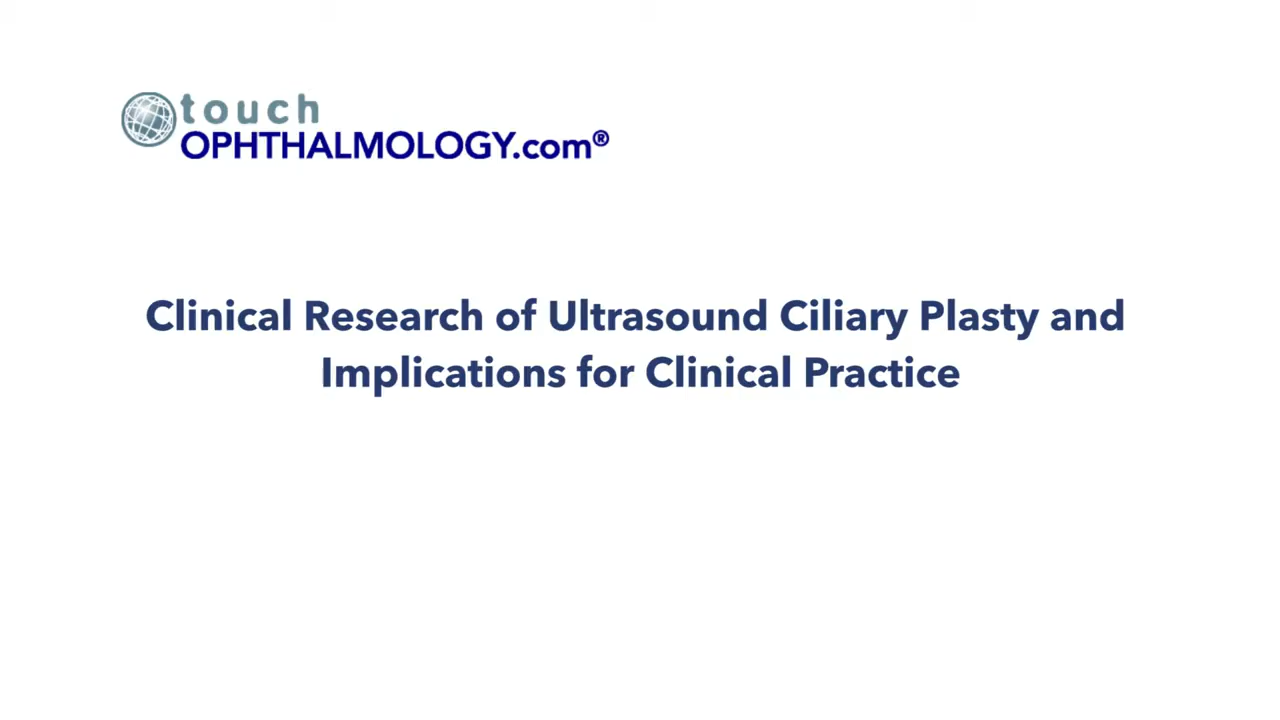 touch
OPHTHALMOLOGY.com®
Clinical Research of Ultrasound Ciliary Plasty and
Implications for Clinical Practice